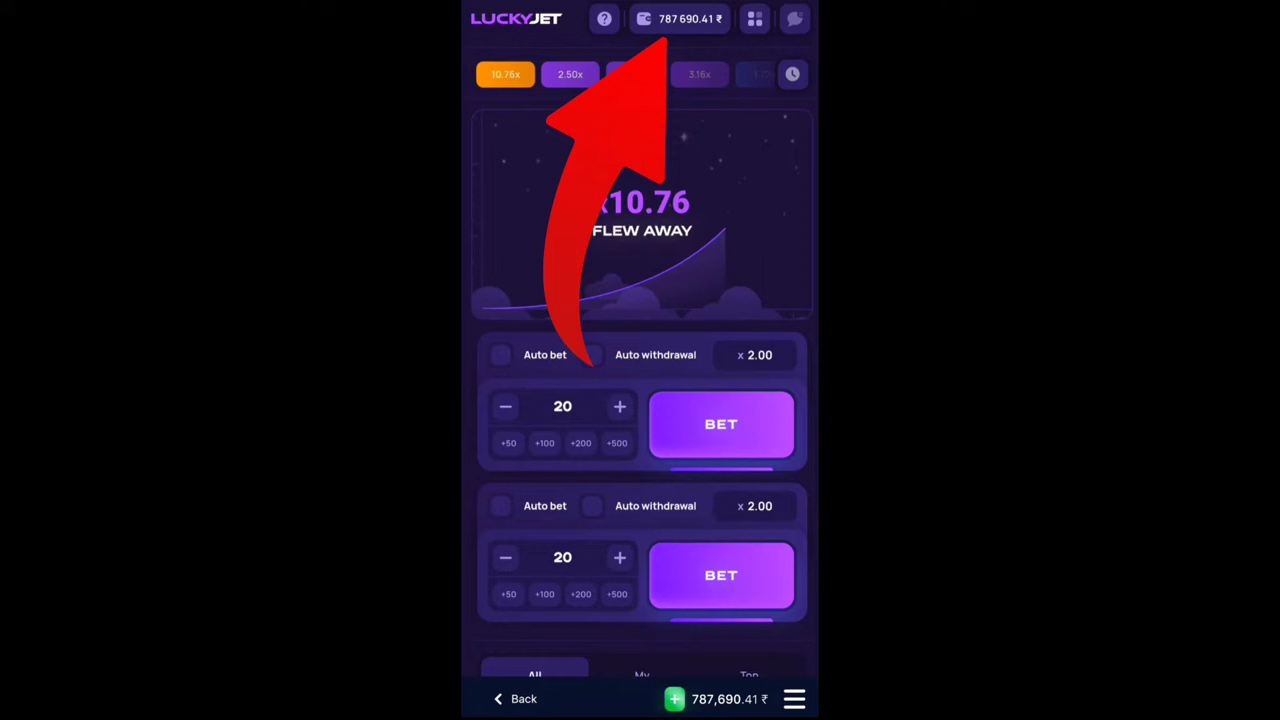 LUCKYJET
787 690.41 ₹
10.76x 2.50x 3.16x
x10.76
FLEW AWAY
Auto bet Auto withdrawal x 2.00
20
BET
+50 +100 +200 +500
Auto bet Auto withdrawal x 2.00
20
BET
+50 +100 +200 +500
All My Top
Back 787,690.41 ₹